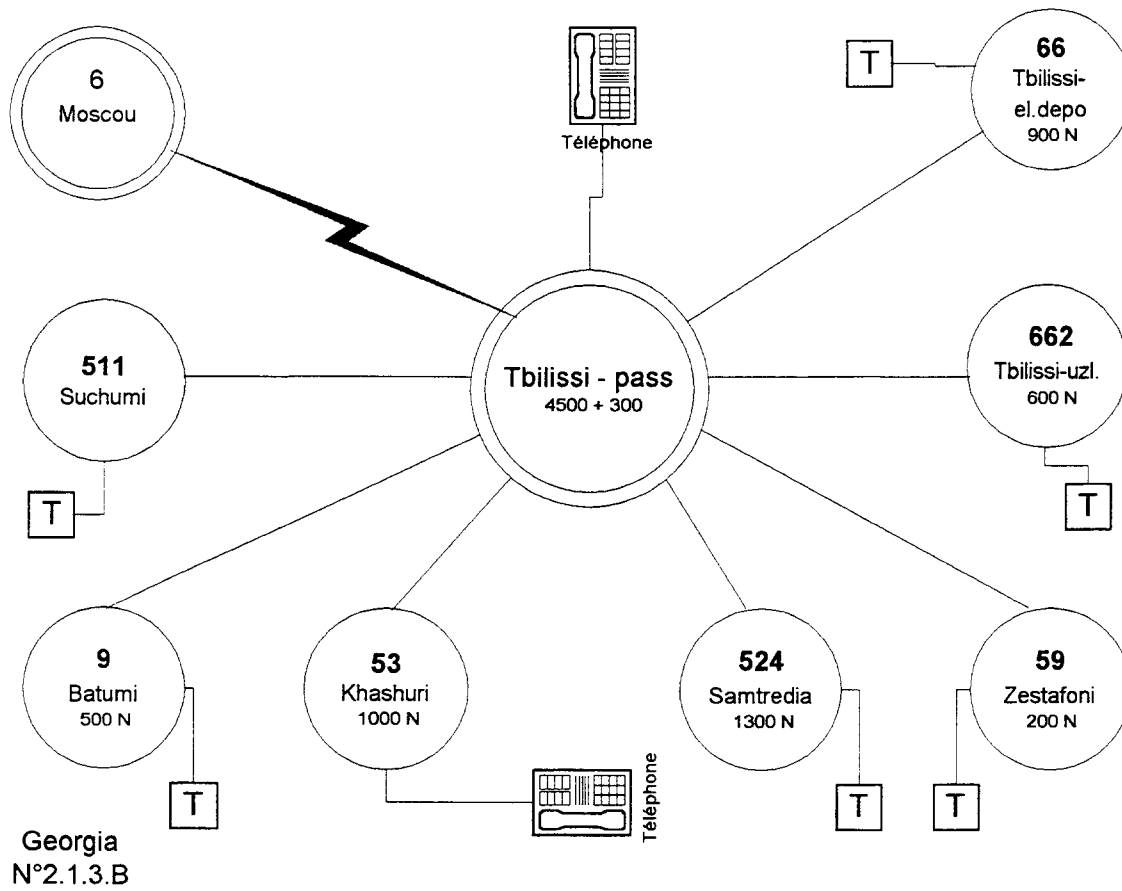 6
Moscou
Téléphone
T
66
Tbilissi-
el.depo
900 N
511
Suchumi
T
Tbilissi - pass
4500 + 300
662
Tbilissi-uzl.
600 N
T
9
Batumi
500 N
T
53
Khashuri
1000 N
Téléphone
524
Samtredia
1300 N
T
59
Zestafoni
200 N
T
Georgia
N°2.1.3.B